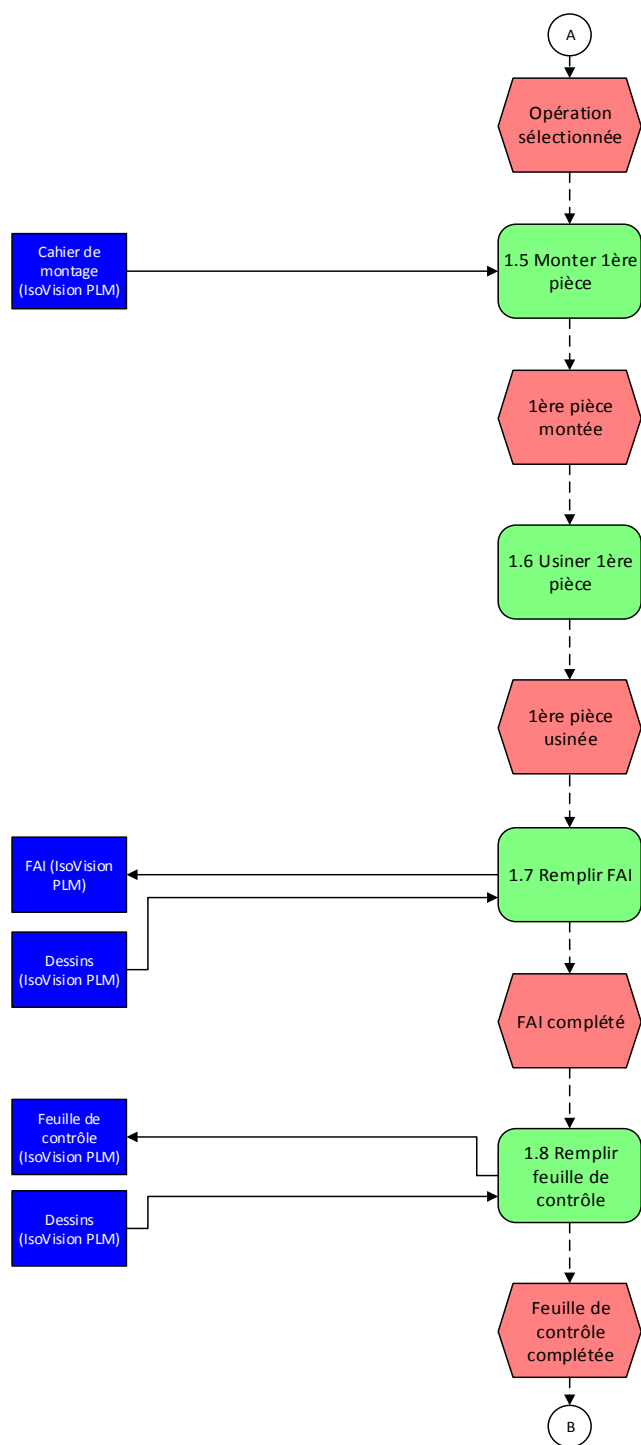 A
Opération
sélectionnée
Cahier de
montage
(IsoVision PLM)
1.5 Monter 1ère
pièce
1ère pièce
montée
1.6 Usiner 1ère
pièce
1ère pièce
usinée
FAI (IsoVision
PLM)
1.7 Remplir FAI
Dessins
(IsoVision PLM)
FAI complété
Feuille de
contrôle
(IsoVision PLM)
1.8 Remplir
feuille de
contrôle
Dessins
(IsoVision PLM)
Feuille de
contrôle
complétée
B